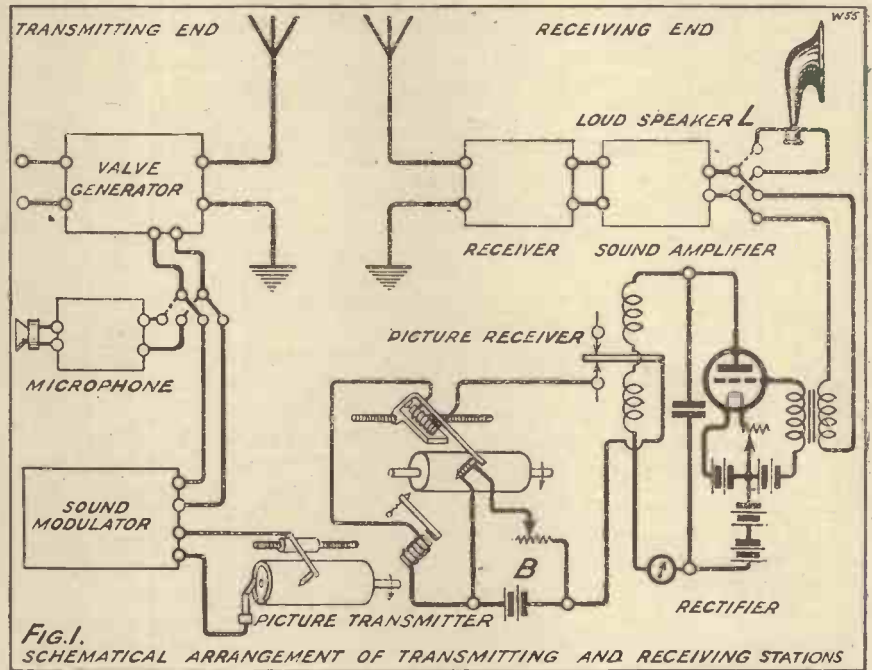 TRANSMITTING END
RECEIVING END
W55
LOUD SPEAKER L
VALVE
GENERATOR
RECEIVER
SOUND AMPLIFIER
PICTURE RECEIVER
MICROPHONE
SOUND
MODULATOR
B
RECTIFIER
PICTURE TRANSMITTER
FIG.1.
SCHEMATICAL ARRANGEMENT OF TRANSMITTING AND RECEIVING STATIONS